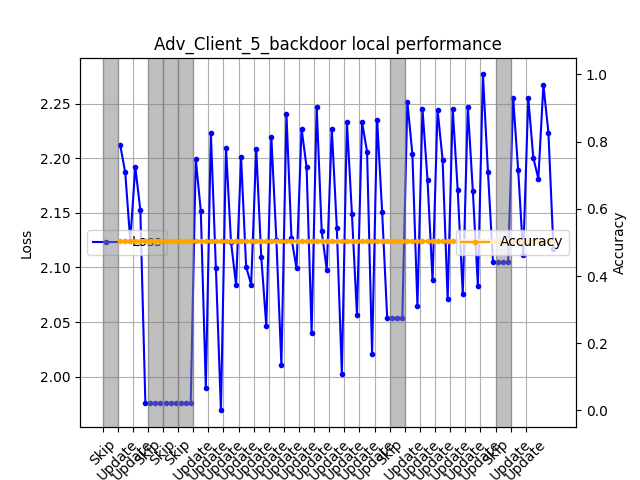 Adv_Client_5_backdoor local performance
2.25
2.20
2.15
2.10
2.05
2.00
Loss
1.0
0.8
0.6
0.4
0.2
0.0
Accuracy
Loss
Accuracy
Skip
Update
Update
Skip
Skip
Skip
Update
Update
Update
Update
Update
Update
Update
Update
Update
Update
Update
Update
Update
Skip
Update
Update
Update
Update
Update
Update
Skip
Update
Update